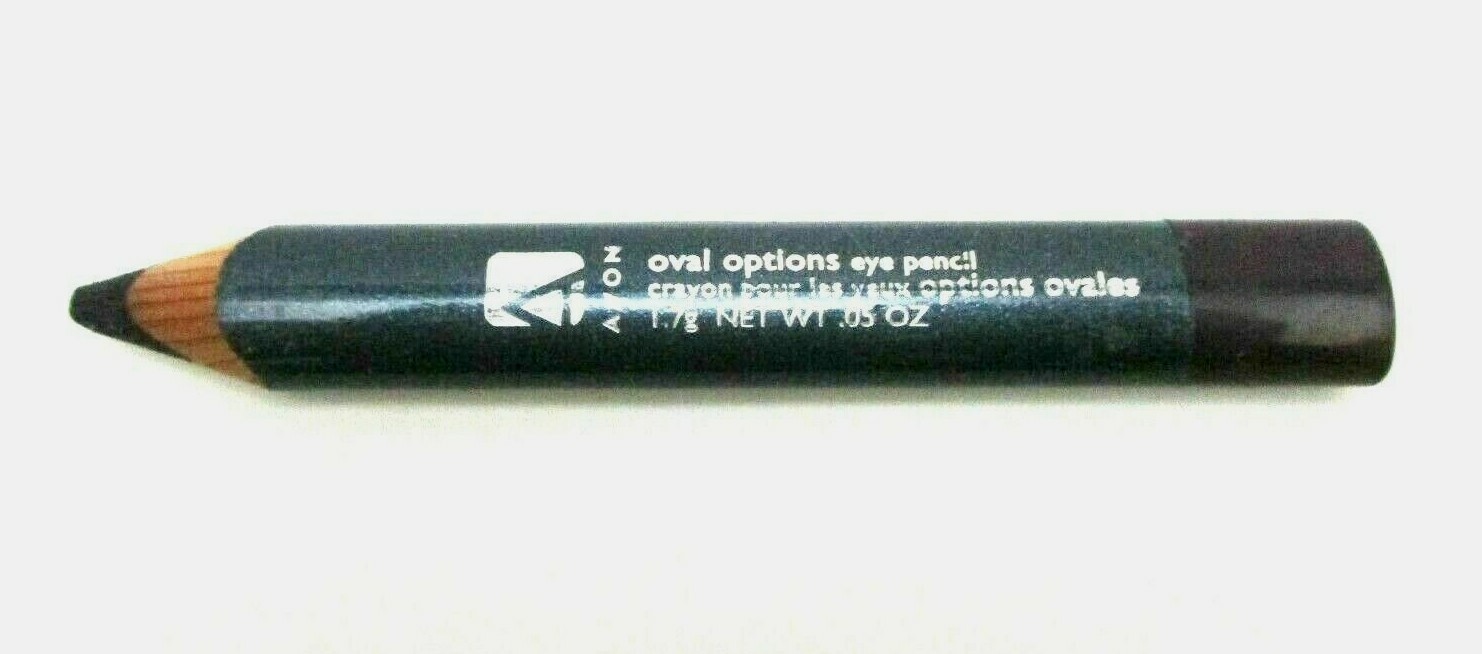 AVON
oval options eye pencil
crayon pour les yeux options ovales
1.7g NET WT .05 OZ